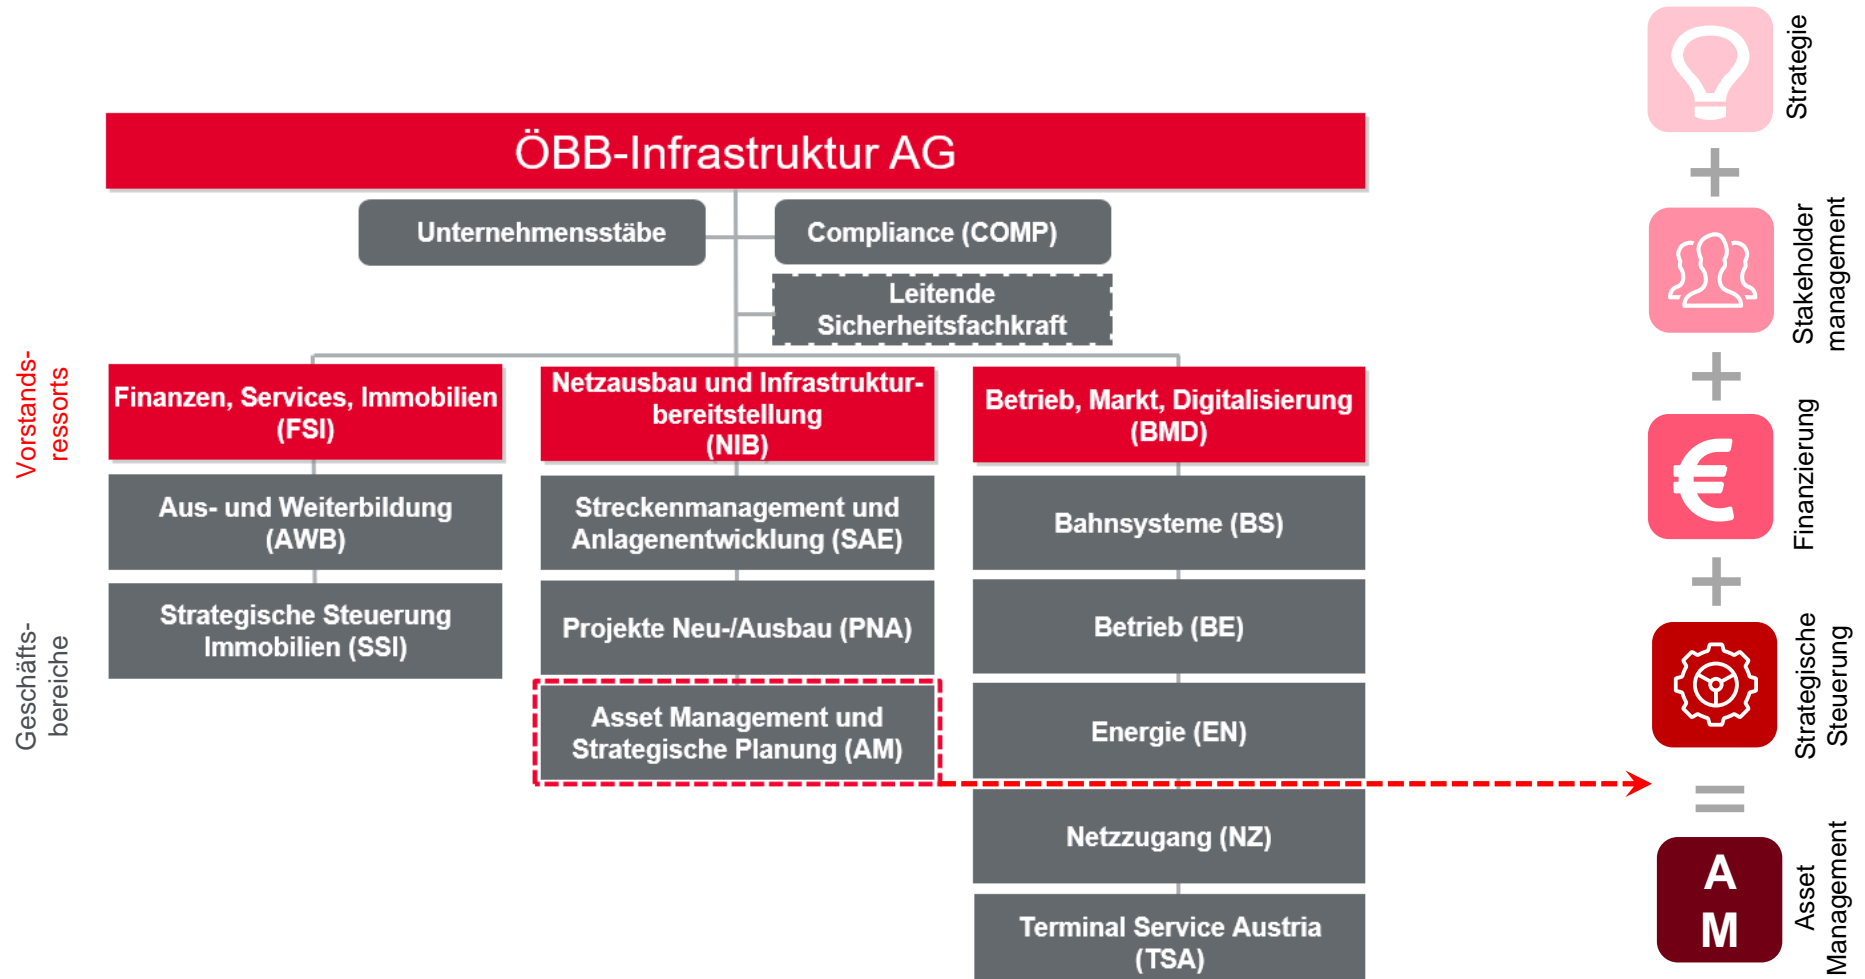 ÖBB-Infrastruktur AG
Unternehmensstäbe
Compliance (COMP)
Leitende
Sicherheitsfachkraft
Vorstands-
ressorts
Finanzen, Services, Immobilien
(FSI)
Netzausbau und Infrastruktur-
bereitstellung
(NIB)
Betrieb, Markt, Digitalisierung
(BMD)
Geschäfts-
bereiche
Aus- und Weiterbildung
(AWB)
Strategische Steuerung
Immobilien (SSI)
Streckenmanagement und
Anlagenentwicklung (SAE)
Projekte Neu-/Ausbau (PNA)
Asset Management und
Strategische Planung (AM)
Bahnsysteme (BS)
Betrieb (BE)
Energie (EN)
Netzzugang (NZ)
Terminal Service Austria
(TSA)
Strategie
+
Stakeholder
management
+
€
Finanzierung
+
Strategische
Steuerung
=
A
M
Asset
Management